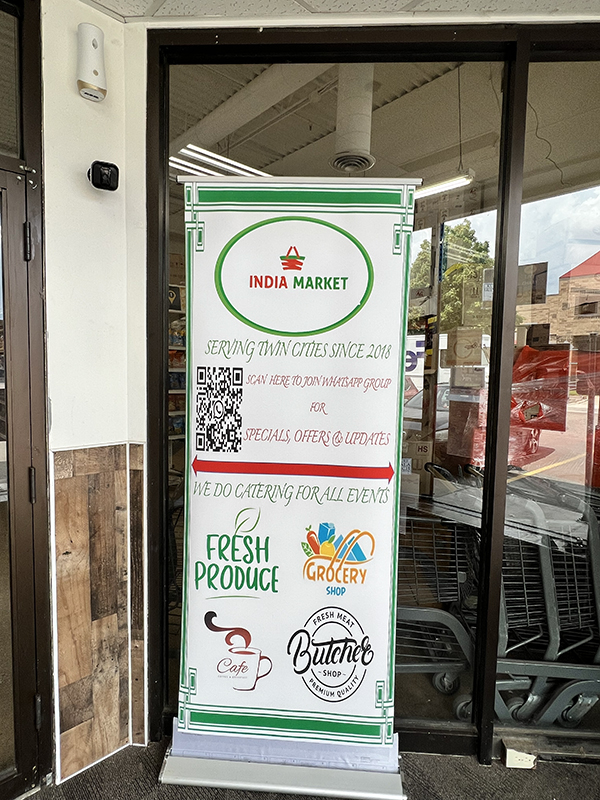 INDIA MARKET
SERVING TWIN CITIES SINCE 2018
SCAN HERE TO JOIN WHATSAPP GROUP
FOR
SPECIALS, OFFERS & UPDATES
WE DO CATERING FOR ALL EVENTS
FRESH
PRODUCE
GROCERY
SHOP
Cafe
FRESH MEAT
Butcher
SHOP
PREMIUM QUALITY
HS